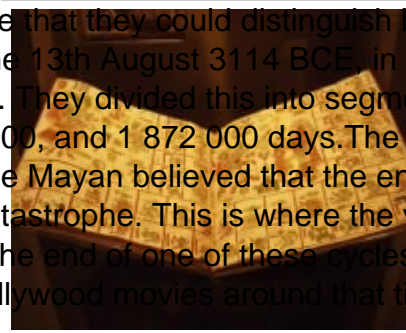 that they could distinguish
13th August 3114 BCE, in
They divided this into segm
00, and 1 872 000 days.The
e Mayan believed that the en
tastrophe. This is where the
he end of one of these cycles
llywood movies around that ti